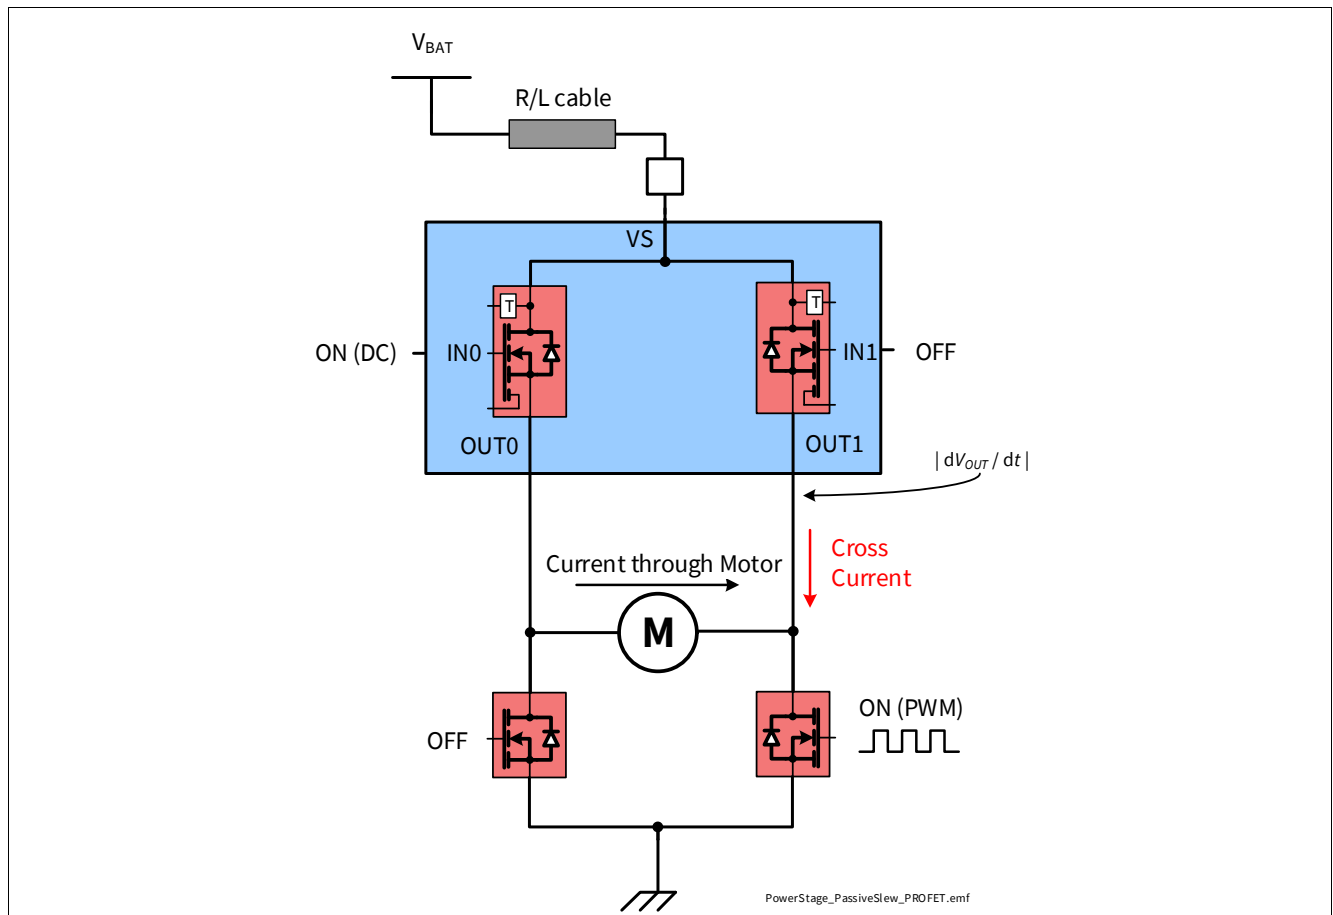 VBAT
R/L cable
VS
T
T
ON (DC)
IN0
IN1
OFF
OUT0
OUT1
| dVOUT / dt |
Cross
Current
Current through Motor
M
ON (PWM)
OFF
PowerStage_PassiveSlew_PROFET.emf